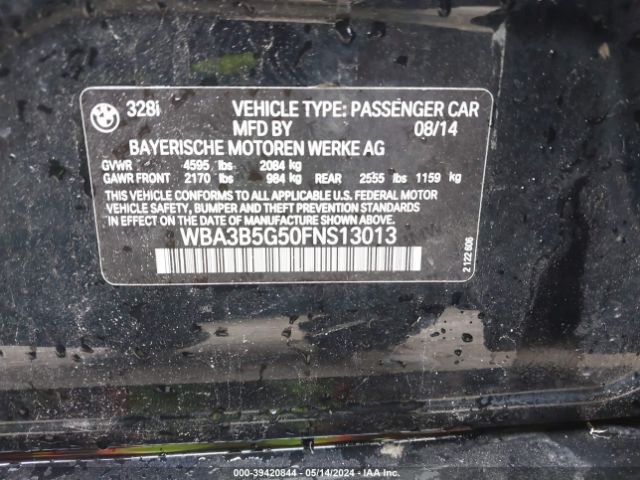 328i VEHICLE TYPE: PASSENGER CAR
MFD BY 08/14
BAYERISCHE MOTOREN WERKE AG
GVWR 4595 lbs 2084 kg
GAWR FRONT 2170 lbs 984 kg REAR 2555 lbs 1159 kg
THIS VEHICLE CONFORMS TO ALL APPLICABLE U.S. FEDERAL MOTOR
VEHICLE SAFETY, BUMPER AND THEFT PREVENTION STANDARDS
IN EFFECT ON THE DATE OF MANUFACTURE SHOWN ABOVE.
WBA3B5G50FNS13013
2 122 606
000-39420844 - 05/14/2024 - IAA Inc.